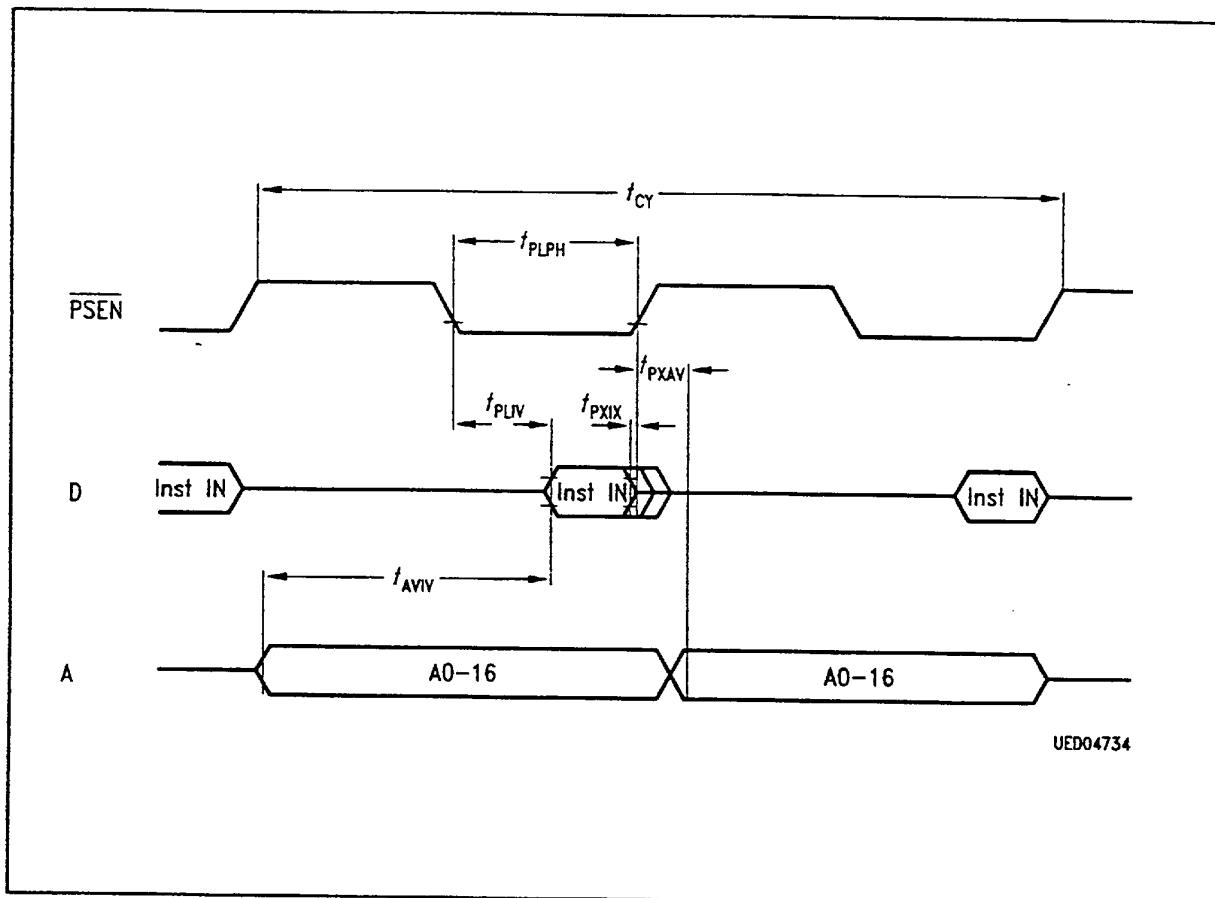 tCY
tPLPH
PSEN
tPXAV
tPLIV
tPXIX
D
Inst IN
Inst IN
Inst IN
tAVIV
A
A0-16
A0-16
UED04734